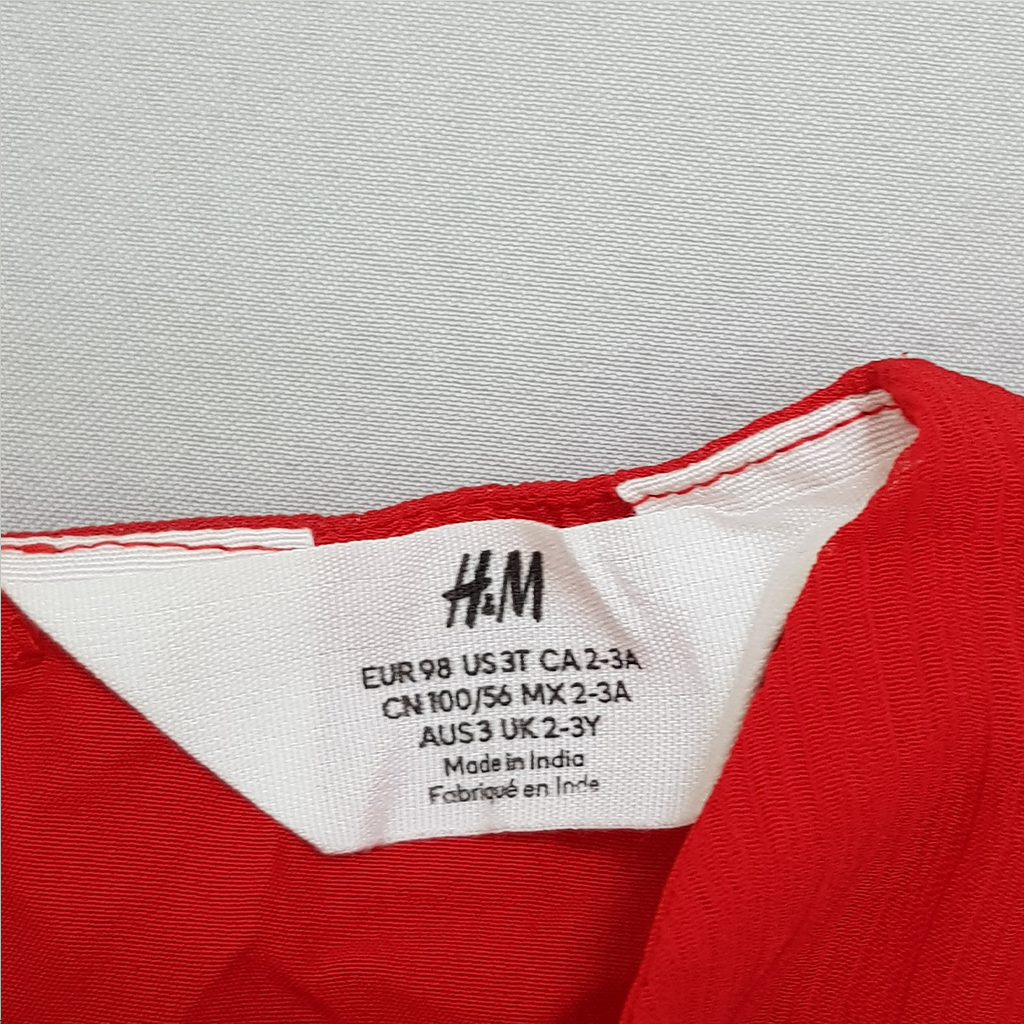 H&M
EUR 98 US 3T CA 2-3A
CN 100/56 MX 2-3A
AUS 3 UK 2-3Y
Made in India
Fabriqué en Inde